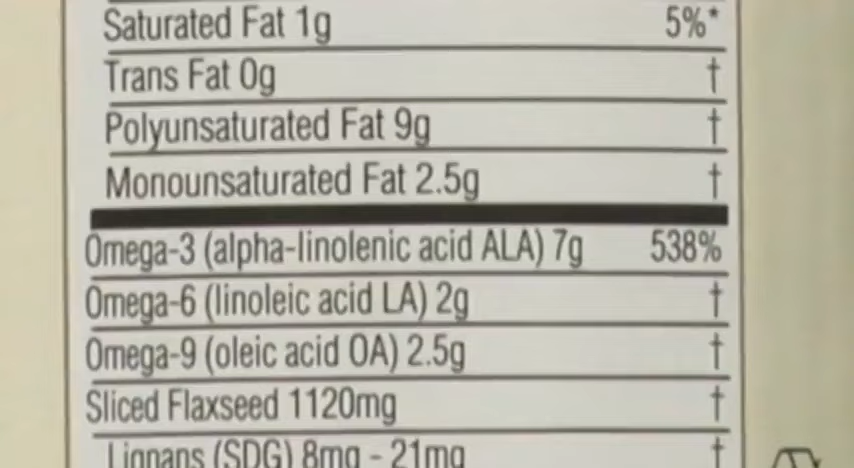 Saturated Fat 1g 5%*
Trans Fat 0g †
Polyunsaturated Fat 9g †
Monounsaturated Fat 2.5g †
Omega-3 (alpha-linolenic acid ALA) 7g 538%
Omega-6 (linoleic acid LA) 2g †
Omega-9 (oleic acid OA) 2.5g †
Sliced Flaxseed 1120mg †
Lignans (SDG) 8mg - 21mg †